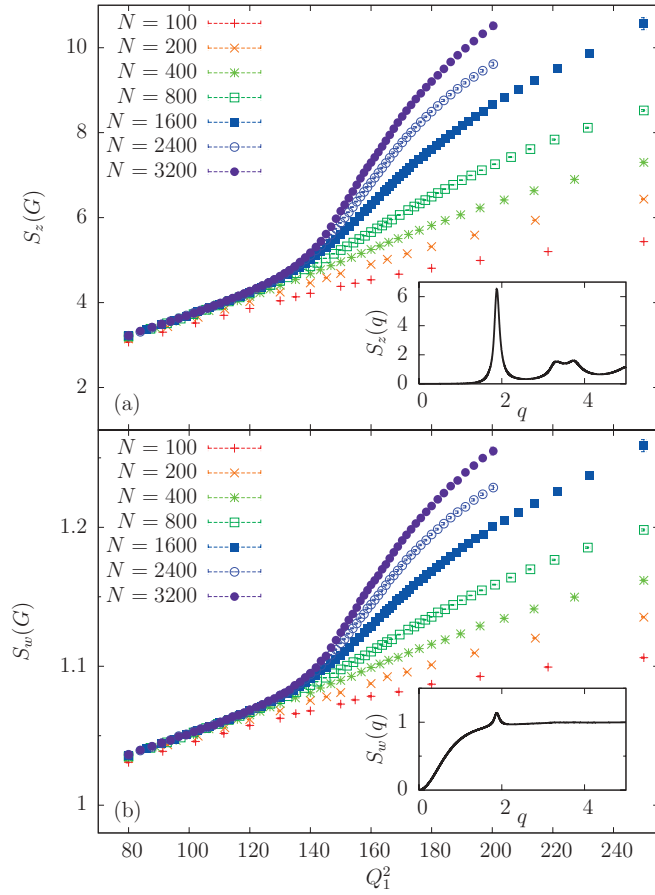 10
8
6
4
2
S_z(G)
N = 100
N = 200
N = 400
N = 800
N = 1600
N = 2400
N = 3200
(a)
6
4
2
0
S_z(q)
0 2 4
q
1.2
1.1
1
S_w(G)
N = 100
N = 200
N = 400
N = 800
N = 1600
N = 2400
N = 3200
(b)
1
0
S_w(q)
0 2 4
q
80 100 120 140 160 180 200 220 240
Q_1^2